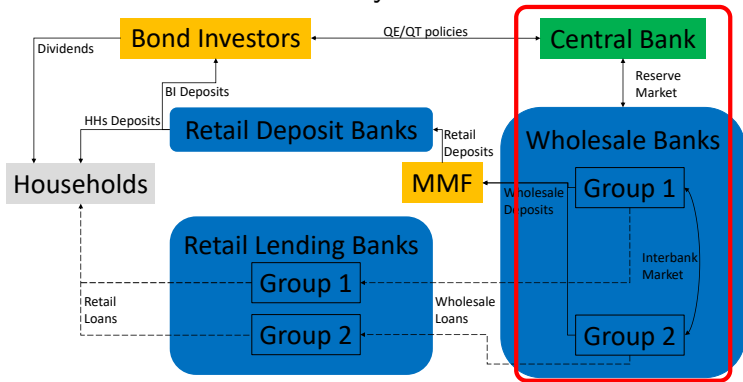 Bond Investors
QE/QT policies
Central Bank
Dividends
BI Deposits
Reserve
Market
HHs Deposits
Retail Deposit Banks
Retail
Deposits
Wholesale Banks
Households
MMF
Wholesale
Deposits
Group 1
Retail Lending Banks
Group 1
Interbank
Market
Retail
Loans
Wholesale
Loans
Group 2
Group 2